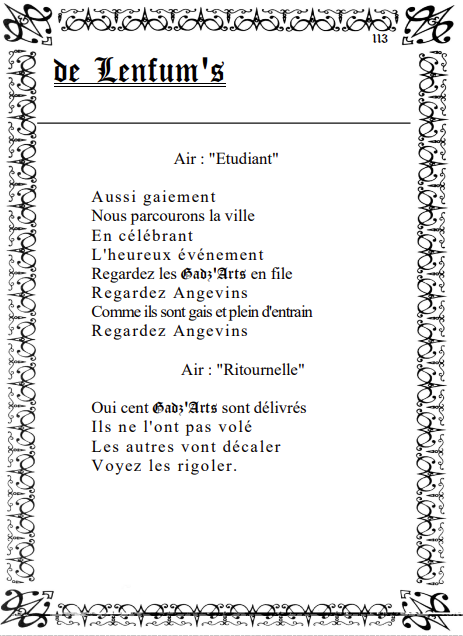 113
de Lenfum's
Air : "Etudiant"
Aussi gaiement
Nous parcourons la ville
En célébrant
L'heureux événement
Regardez les Gadz'Arts en file
Regardez Angevins
Comme ils sont gais et plein d'entrain
Regardez Angevins
Air : "Ritournelle"
Oui cent Gadz'Arts sont délivrés
Ils ne l'ont pas volé
Les autres vont décaler
Voyez les rigoler.